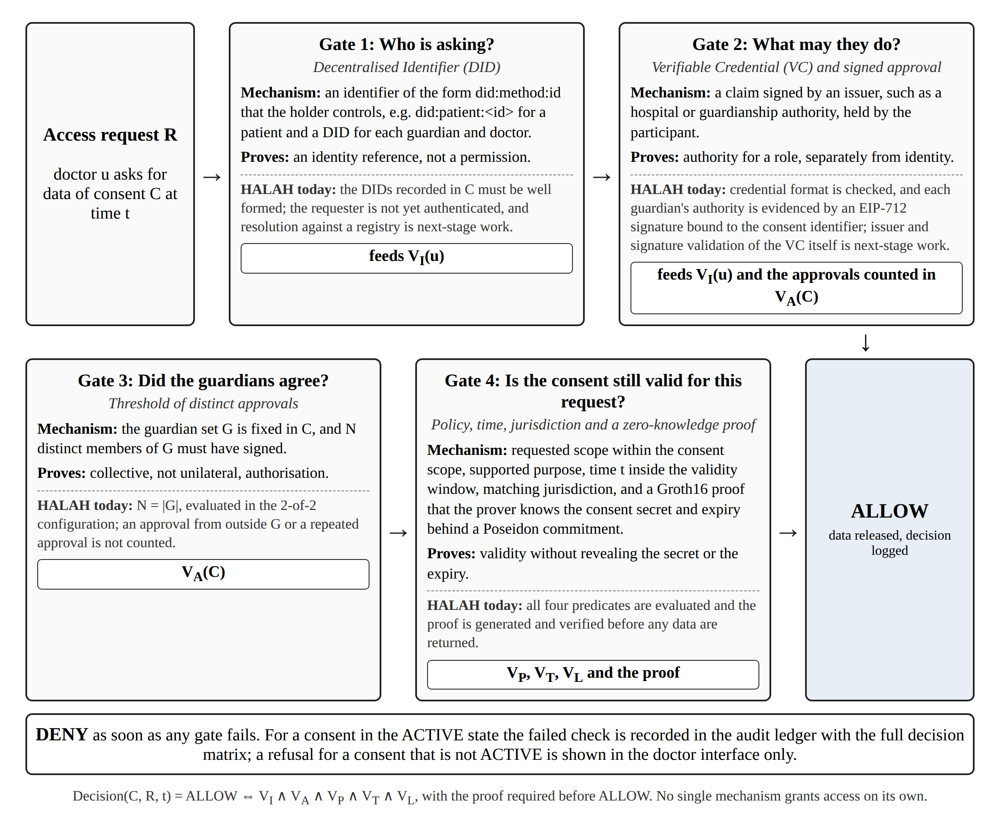 Access request R
doctor u asks for
data of consent C at
time t
→
Gate 1: Who is asking?
Decentralised Identifier (DID)
Mechanism: an identifier of the form did:method:id
that the holder controls, e.g. did:patient:<id> for a
patient and a DID for each guardian and doctor.
Proves: an identity reference, not a permission.
HALAH today: the DIDs recorded in C must be well
formed; the requester is not yet authenticated, and
resolution against a registry is next-stage work.
feeds V_I(u)
→
Gate 2: What may they do?
Verifiable Credential (VC) and signed approval
Mechanism: a claim signed by an issuer, such as a
hospital or guardianship authority, held by the
participant.
Proves: authority for a role, separately from identity.
HALAH today: credential format is checked, and each
guardian's authority is evidenced by an EIP-712
signature bound to the consent identifier; issuer and
signature validation of the VC itself is next-stage work.
feeds V_I(u) and the approvals counted in
V_A(C)
↓
Gate 3: Did the guardians agree?
Threshold of distinct approvals
Mechanism: the guardian set G is fixed in C, and N
distinct members of G must have signed.
Proves: collective, not unilateral, authorisation.
HALAH today: N = |G|, evaluated in the 2-of-2
configuration; an approval from outside G or a repeated
approval is not counted.
V_A(C)
→
Gate 4: Is the consent still valid for this
request?
Policy, time, jurisdiction and a zero-knowledge proof
Mechanism: requested scope within the consent
scope, supported purpose, time t inside the validity
window, matching jurisdiction, and a Groth16 proof
that the prover knows the consent secret and expiry
behind a Poseidon commitment.
Proves: validity without revealing the secret or the
expiry.
HALAH today: all four predicates are evaluated and the
proof is generated and verified before any data are
returned.
V_P, V_T, V_L and the proof
→
ALLOW
data released, decision
logged
DENY as soon as any gate fails. For a consent in the ACTIVE state the failed check is recorded in the audit ledger with the full decision
matrix; a refusal for a consent that is not ACTIVE is shown in the doctor interface only.
Decision(C, R, t) = ALLOW ⇔ V_I ∧ V_A ∧ V_P ∧ V_T ∧ V_L, with the proof required before ALLOW. No single mechanism grants access on its own.